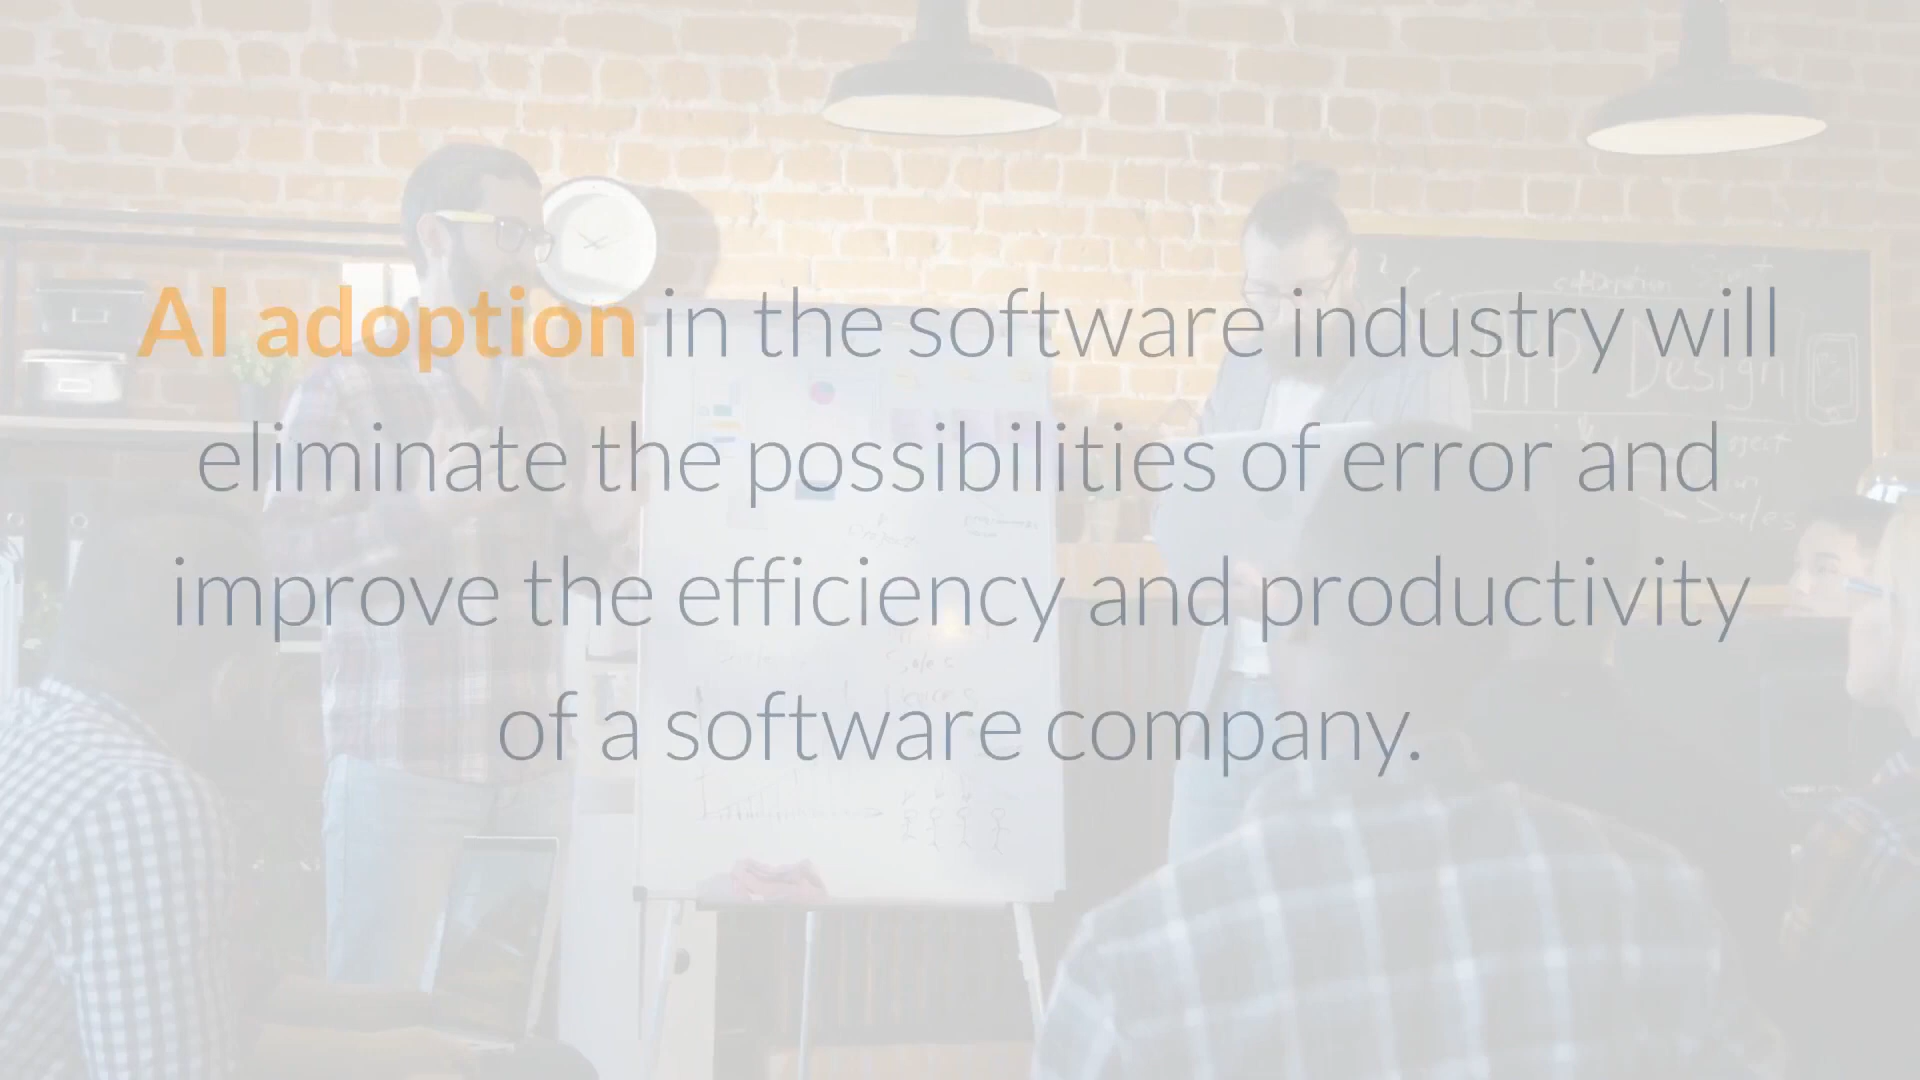 AI adoption in the software industry will
eliminate the possibilities of error and
improve the efficiency and productivity
of a software company.
Design